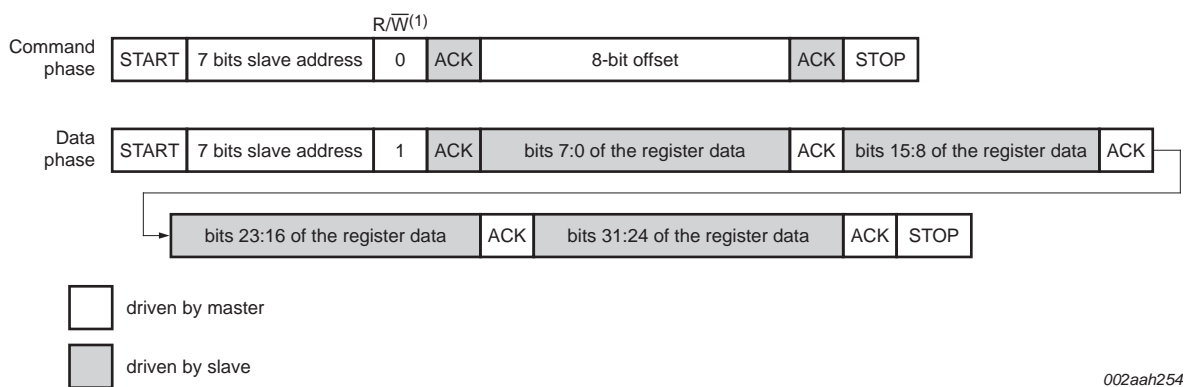 R/W̅(1)
Command phase START 7 bits slave address 0 ACK 8-bit offset ACK STOP
Data phase START 7 bits slave address 1 ACK bits 7:0 of the register data ACK bits 15:8 of the register data ACK
bits 23:16 of the register data ACK bits 31:24 of the register data ACK STOP
driven by master
driven by slave
002aah254